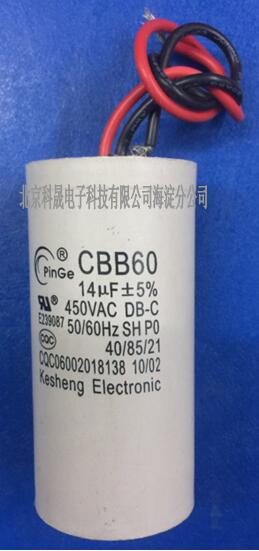 北京科晟电子科技有限公司海淀分公司
PinGe ® CBB60
14μF±5%
450VAC DB-C
E239087 50/60Hz SH P0
CQC 40/85/21
CQC06002018138 10/02
Kesheng Electronic